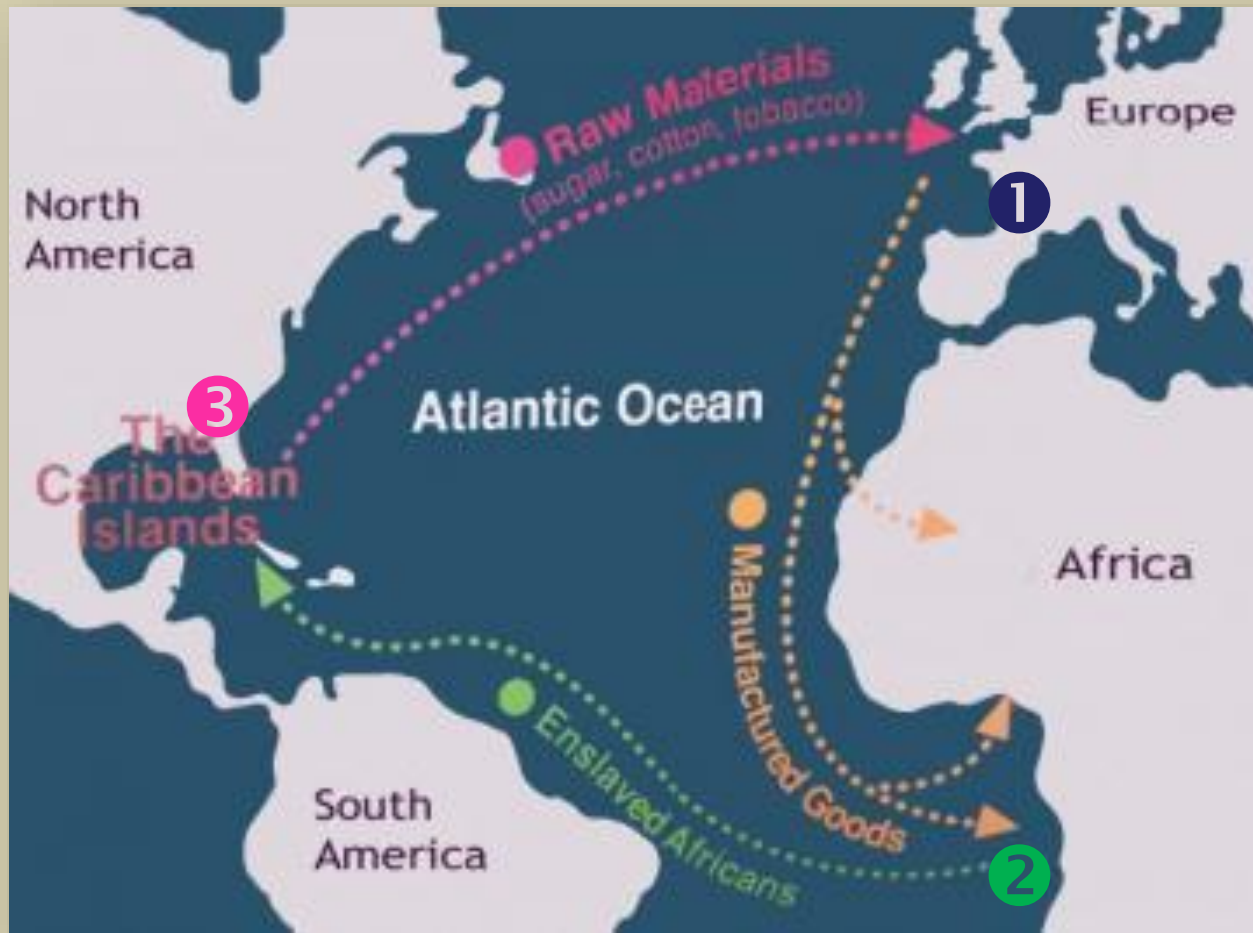 Raw Materials
(sugar, cotton, tobacco)
Europe
1
North
America
3
Atlantic Ocean
The
Caribbean
Islands
Manufactured Goods
Africa
Enslaved Africans
South
America
2